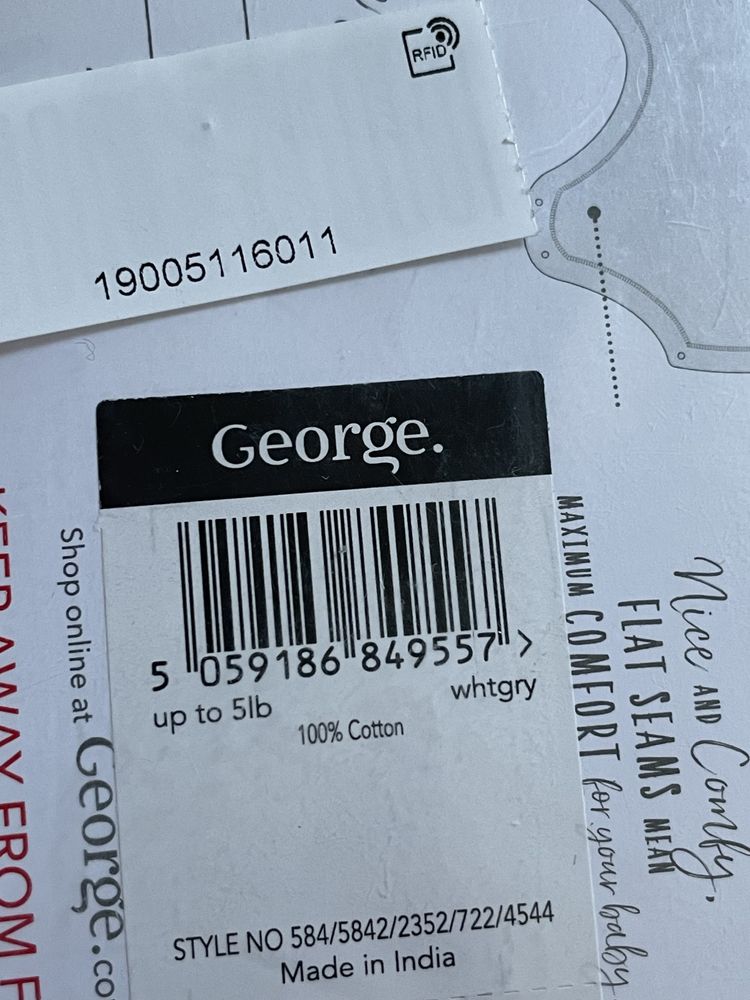 RFID
19005116011
George.
5 059186 849557 >
up to 5lb
whtgry
100% Cotton
STYLE NO 584/5842/2352/722/4544
Made in India
Shop online at George.co
KEEP AWAY FROM F
Nice AND Comfy,
FLAT SEAMS MEAN
MAXIMUM COMFORT for your baby